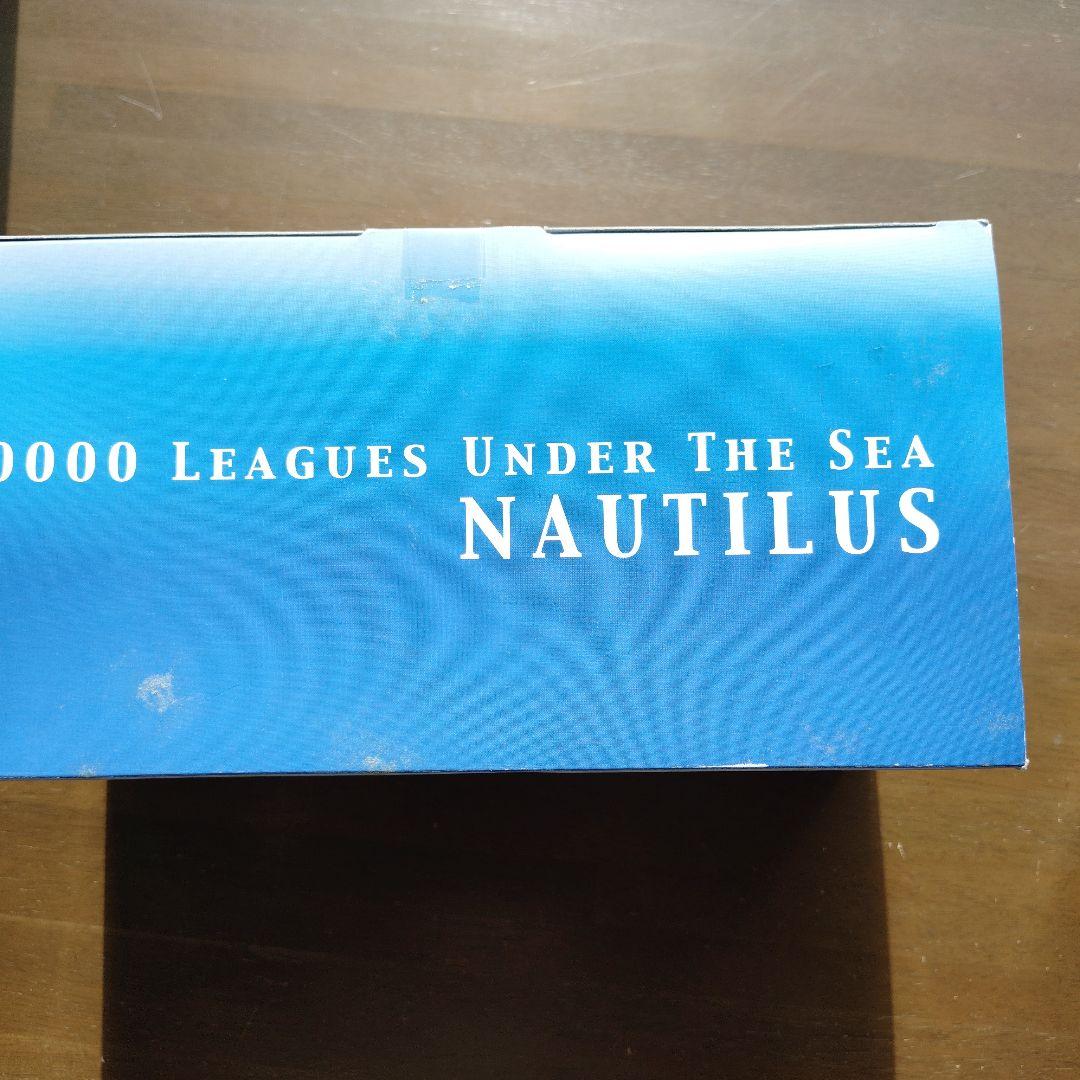 0000 LEAGUES UNDER THE SEA
NAUTILUS